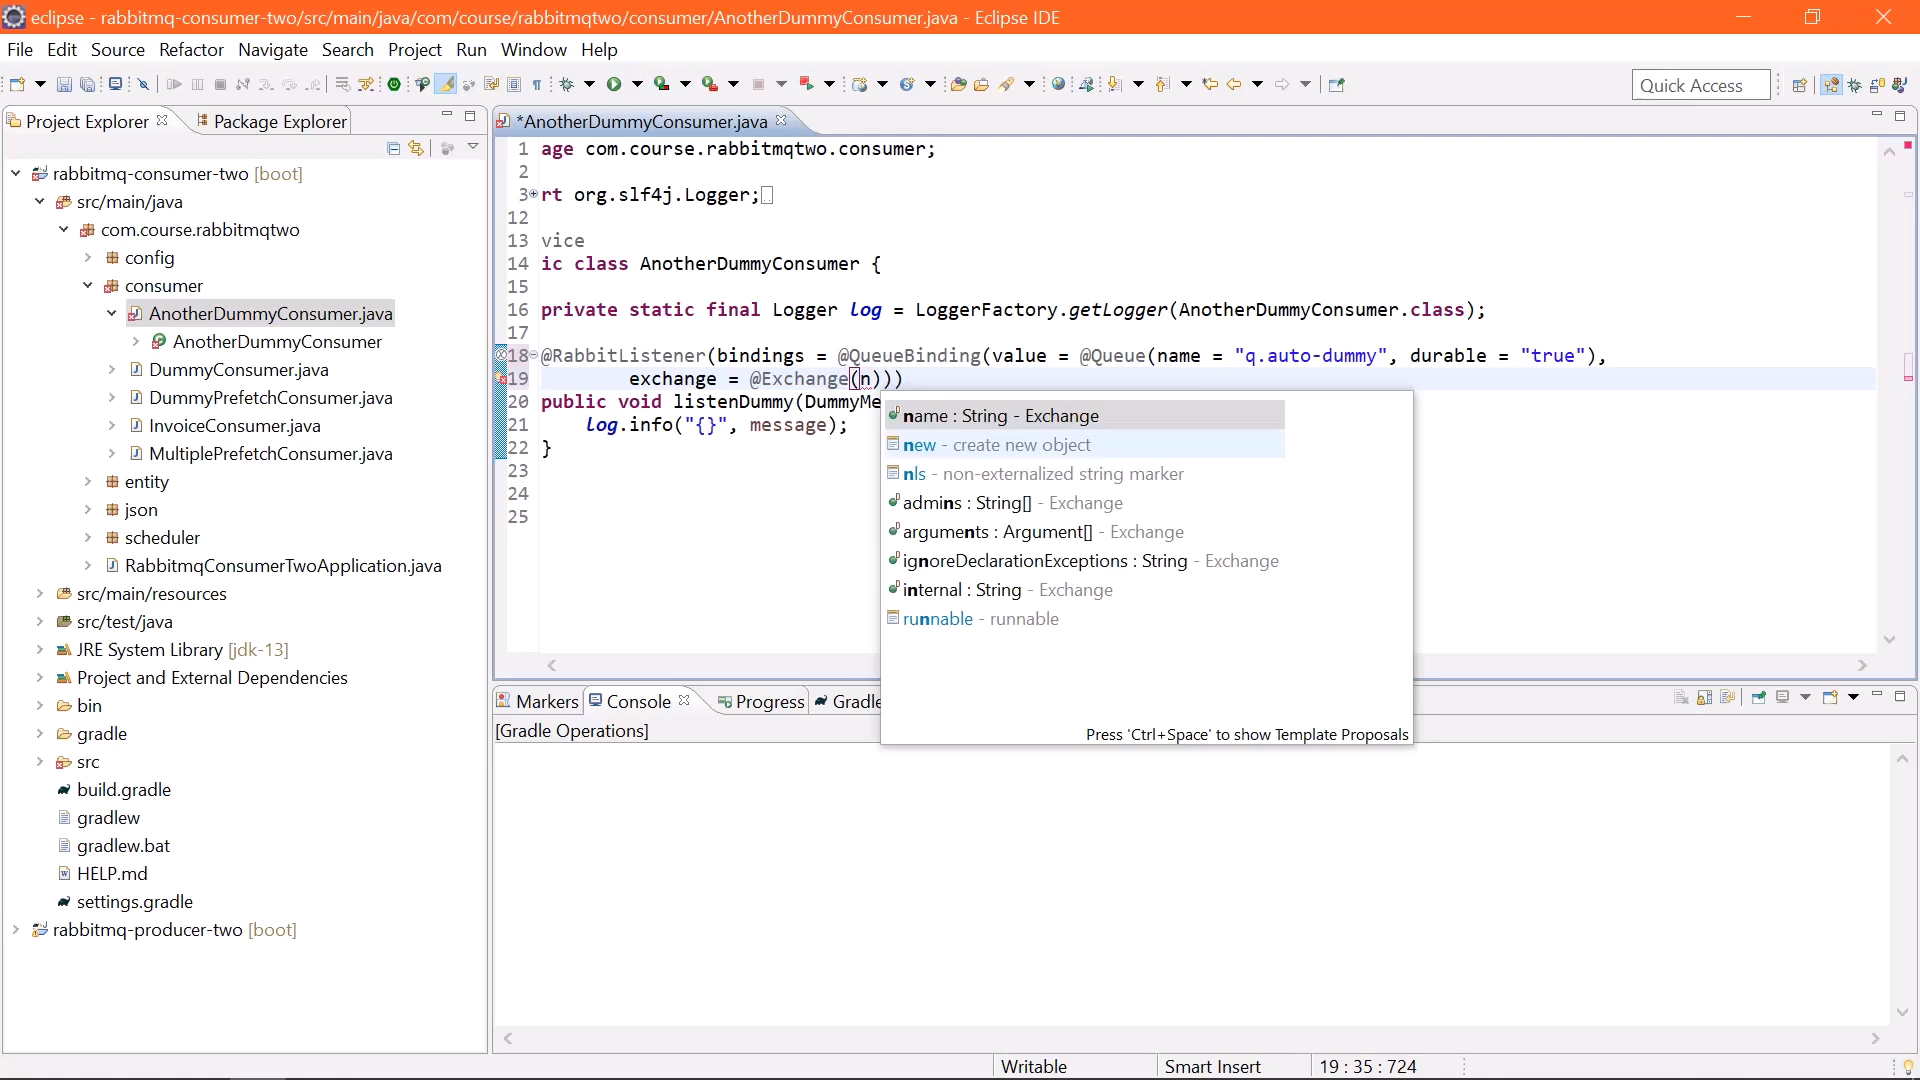 eclipse - rabbitmq-consumer-two/src/main/java/com/course/rabbitmqtwo/consumer/AnotherDummyConsumer.java - Eclipse IDE
File Edit Source Refactor Navigate Search Project Run Window Help
Quick Access
Project Explorer
Package Explorer
rabbitmq-consumer-two [boot]
src/main/java
com.course.rabbitmqtwo
config
consumer
AnotherDummyConsumer.java
AnotherDummyConsumer
DummyConsumer.java
DummyPrefetchConsumer.java
InvoiceConsumer.java
MultiplePrefetchConsumer.java
entity
json
scheduler
RabbitmqConsumerTwoApplication.java
src/main/resources
src/test/java
JRE System Library [jdk-13]
Project and External Dependencies
bin
gradle
src
build.gradle
gradlew
gradlew.bat
HELP.md
settings.gradle
rabbitmq-producer-two [boot]
*AnotherDummyConsumer.java
1 age com.course.rabbitmqtwo.consumer;
2
3 rt org.slf4j.Logger;
12
13 vice
14 ic class AnotherDummyConsumer {
15
16 private static final Logger log = LoggerFactory.getLogger(AnotherDummyConsumer.class);
17
18 @RabbitListener(bindings = @QueueBinding(value = @Queue(name = "q.auto-dummy", durable = "true"),
19 exchange = @Exchange(n)))
20 public void listenDummy(DummyMe
21 log.info("{}", message);
22 }
23
24
25
name : String - Exchange
new - create new object
nls - non-externalized string marker
admins : String[] - Exchange
arguments : Argument[] - Exchange
ignoreDeclarationExceptions : String - Exchange
internal : String - Exchange
runnable - runnable
Press 'Ctrl+Space' to show Template Proposals
Markers Console Progress Gradle
[Gradle Operations]
Writable Smart Insert 19 : 35 : 724